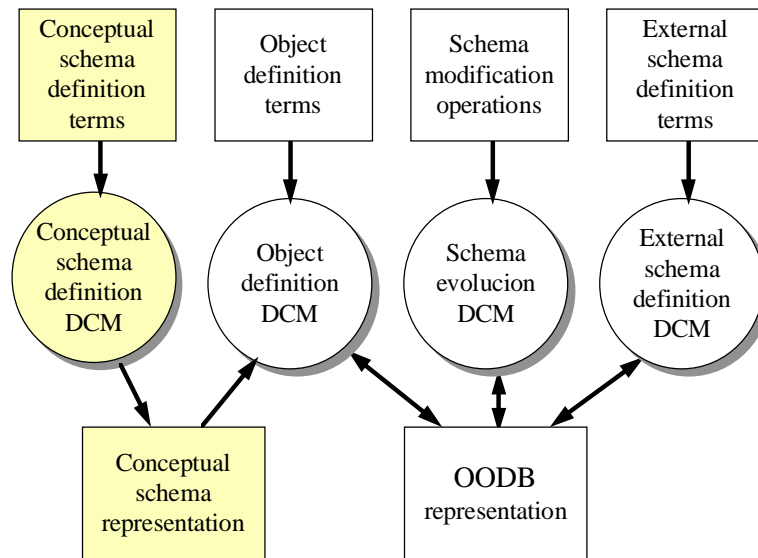 Conceptual
schema
definition
terms
Object
definition
terms
Schema
modification
operations
External
schema
definition
terms
Conceptual
schema
definition
DCM
Object
definition
DCM
Schema
evolucion
DCM
External
schema
definition
DCM
Conceptual
schema
representation
OODB
representation